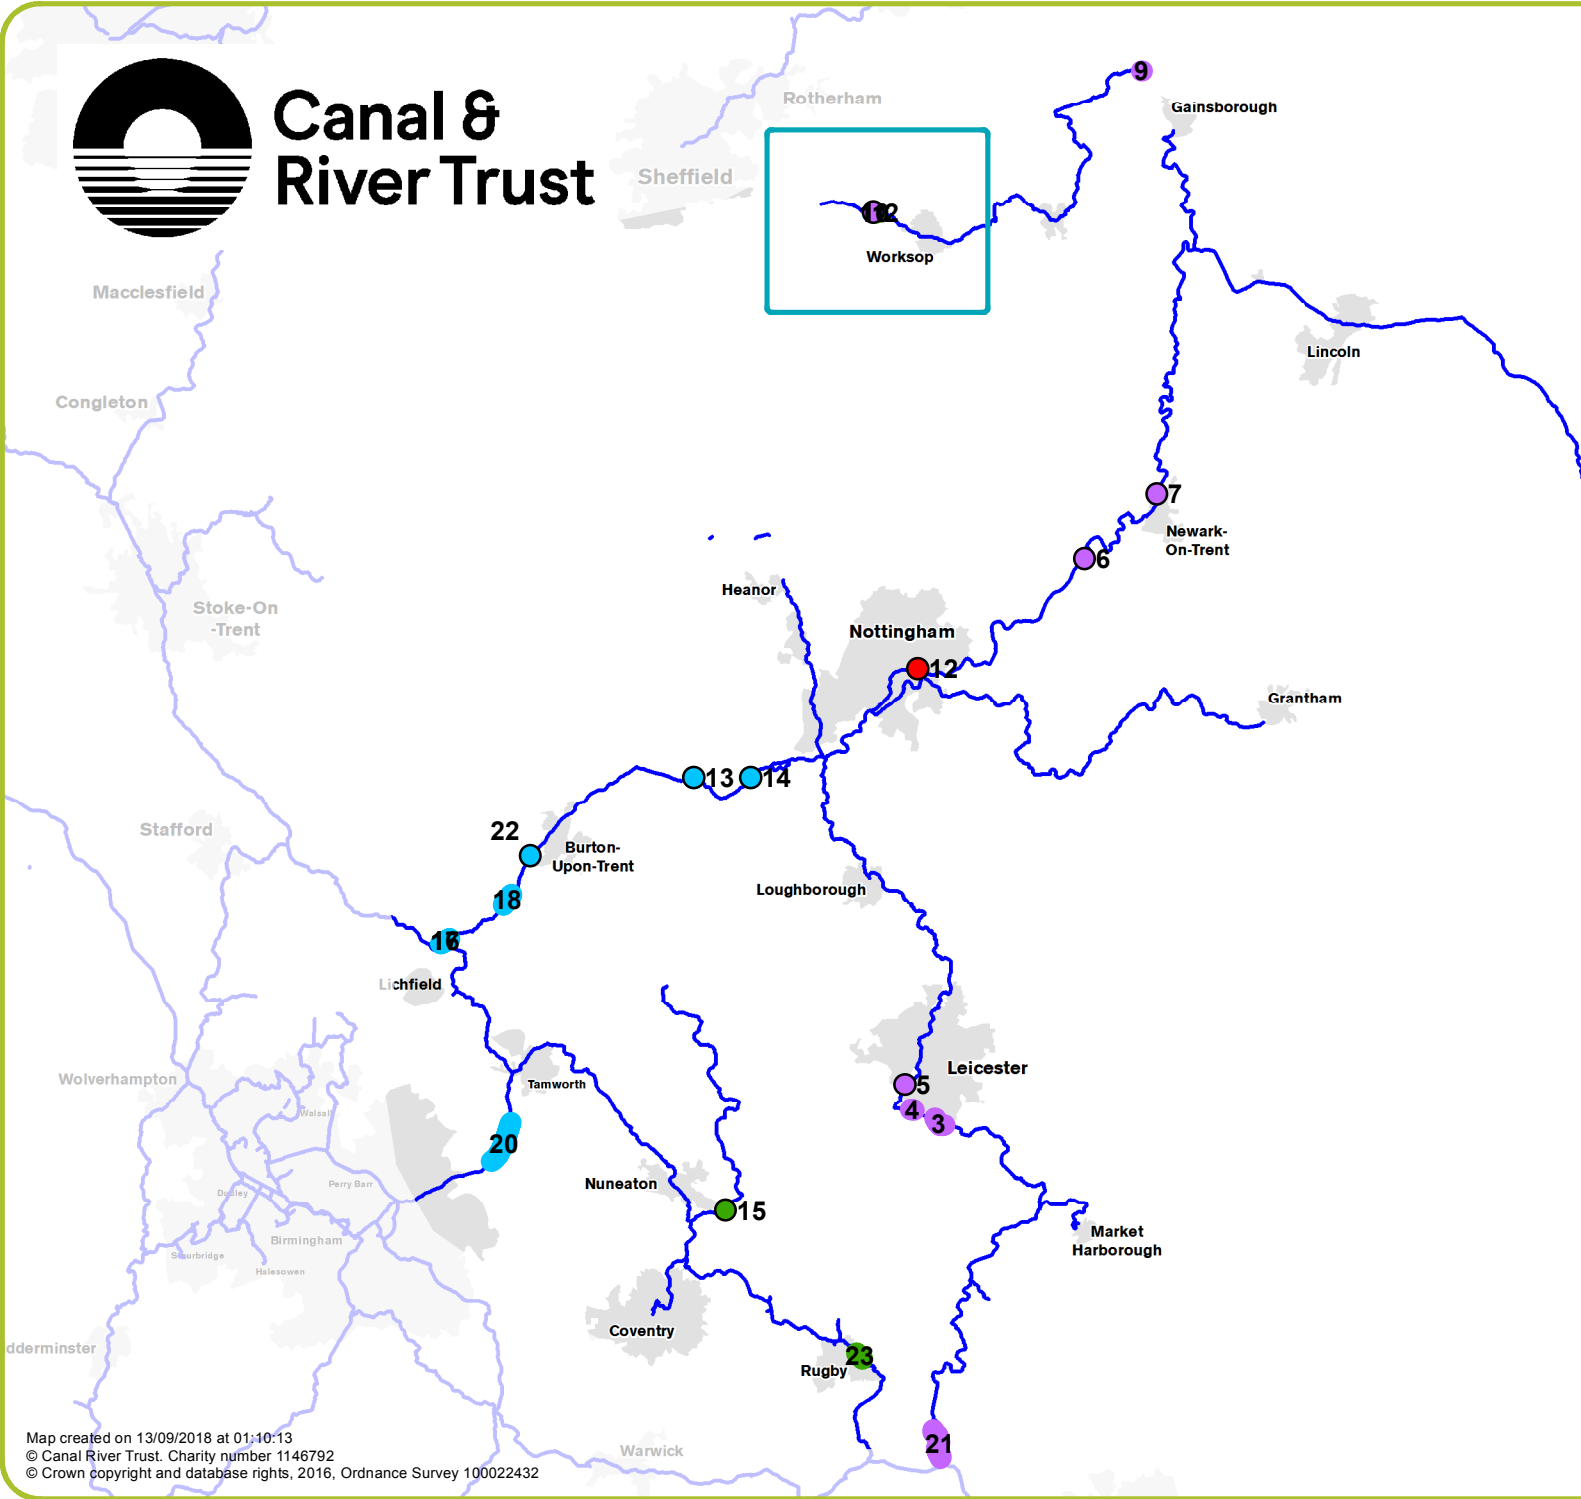 Canal &
River Trust
Rotherham
Sheffield
9
Gainsborough
Worksop
Macclesfield
Congleton
Lincoln
7
Newark-
On-Trent
6
Heanor
Stoke-On
-Trent
Nottingham
12
Grantham
13
14
Stafford
22
Burton-
Upon-Trent
18
Loughborough
Lichfield
Wolverhampton
Tamworth
Walsall
Leicester
5
4
3
20
Nuneaton
Perry Barr
Dudley
15
Birmingham
Market
Harborough
Stourbridge
Halesowen
Coventry
dderminster
Rugby
23
21
Warwick
Map created on 13/09/2018 at 01:10:13
© Canal River Trust. Charity number 1146792
© Crown copyright and database rights, 2016, Ordnance Survey 100022432